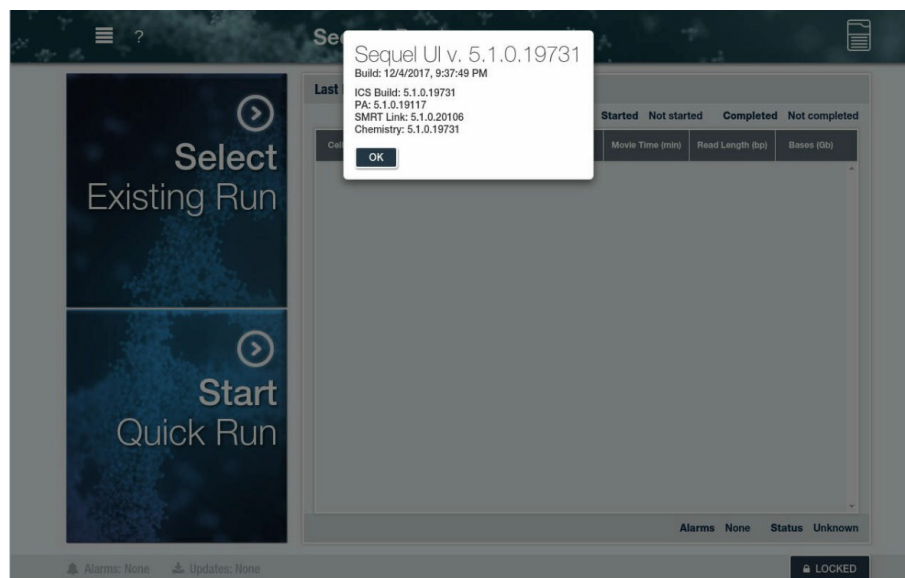 ?
Sequel UI v. 5.1.0.19731
Build: 12/4/2017, 9:37:49 PM
ICS Build: 5.1.0.19731
PA: 5.1.0.19117
SMRT Link: 5.1.0.20106
Chemistry: 5.1.0.19731
OK
Select
Existing Run
Start
Quick Run
Last
Started Not started Completed Not completed
Movie Time (min) Read Length (bp) Bases (Gb)
Alarms None Status Unknown
Alarms: None Updates: None
LOCKED